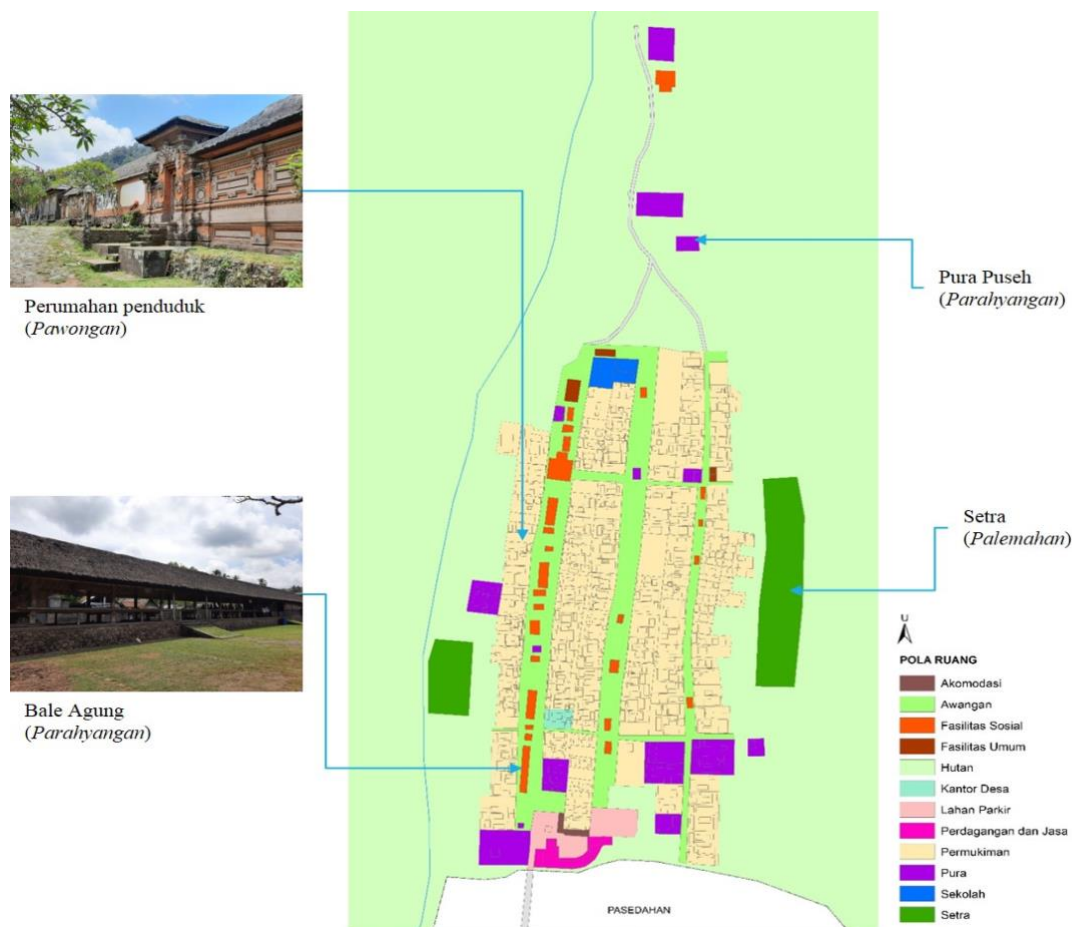 Perumahan penduduk
(Pawongan)
Bale Agung
(Parahyangan)
Pura Puseh
(Parahyangan)
Setra
(Palemahan)
U
POLA RUANG
Akomodasi
Awangan
Fasilitas Sosial
Fasilitas Umum
Hutan
Kantor Desa
Lahan Parkir
Perdagangan dan Jasa
Permukiman
Pura
Sekolah
Setra
PASEDAHAN